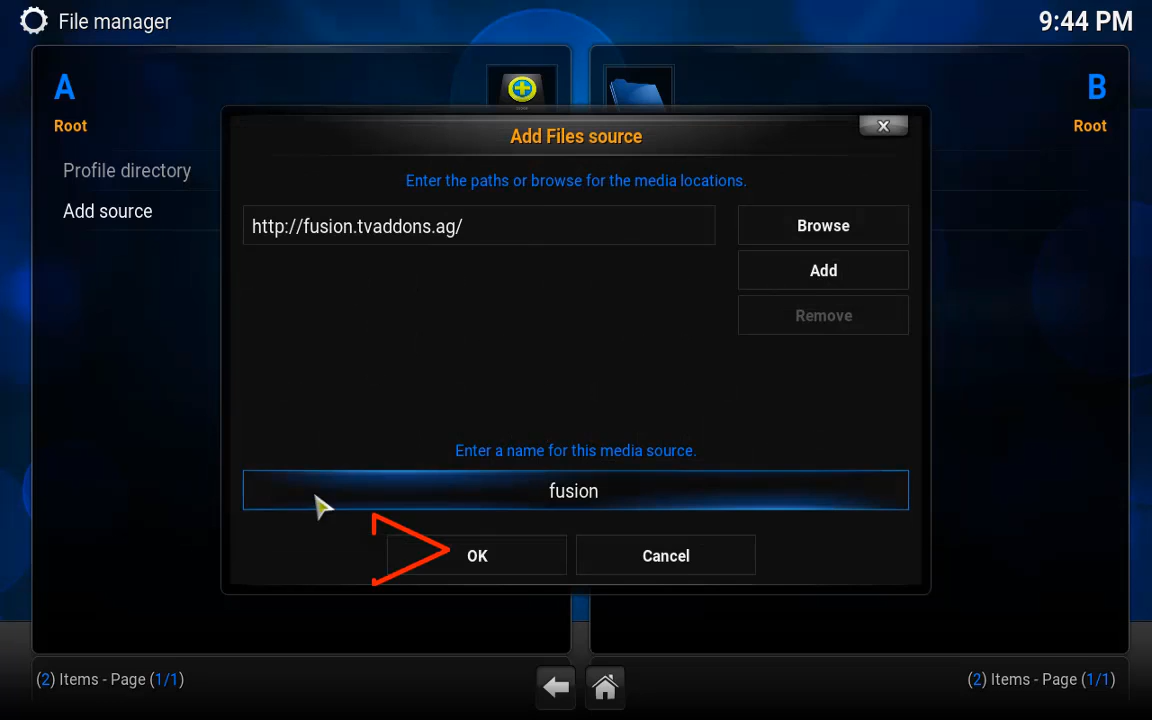 File manager
9:44 PM
A
B
Root
Root
Profile directory
Add source
Add Files source
Enter the paths or browse for the media locations.
http://fusion.tvaddons.ag/
Browse
Add
Remove
Enter a name for this media source.
fusion
OK
Cancel
(2) Items - Page (1/1)
(2) Items - Page (1/1)